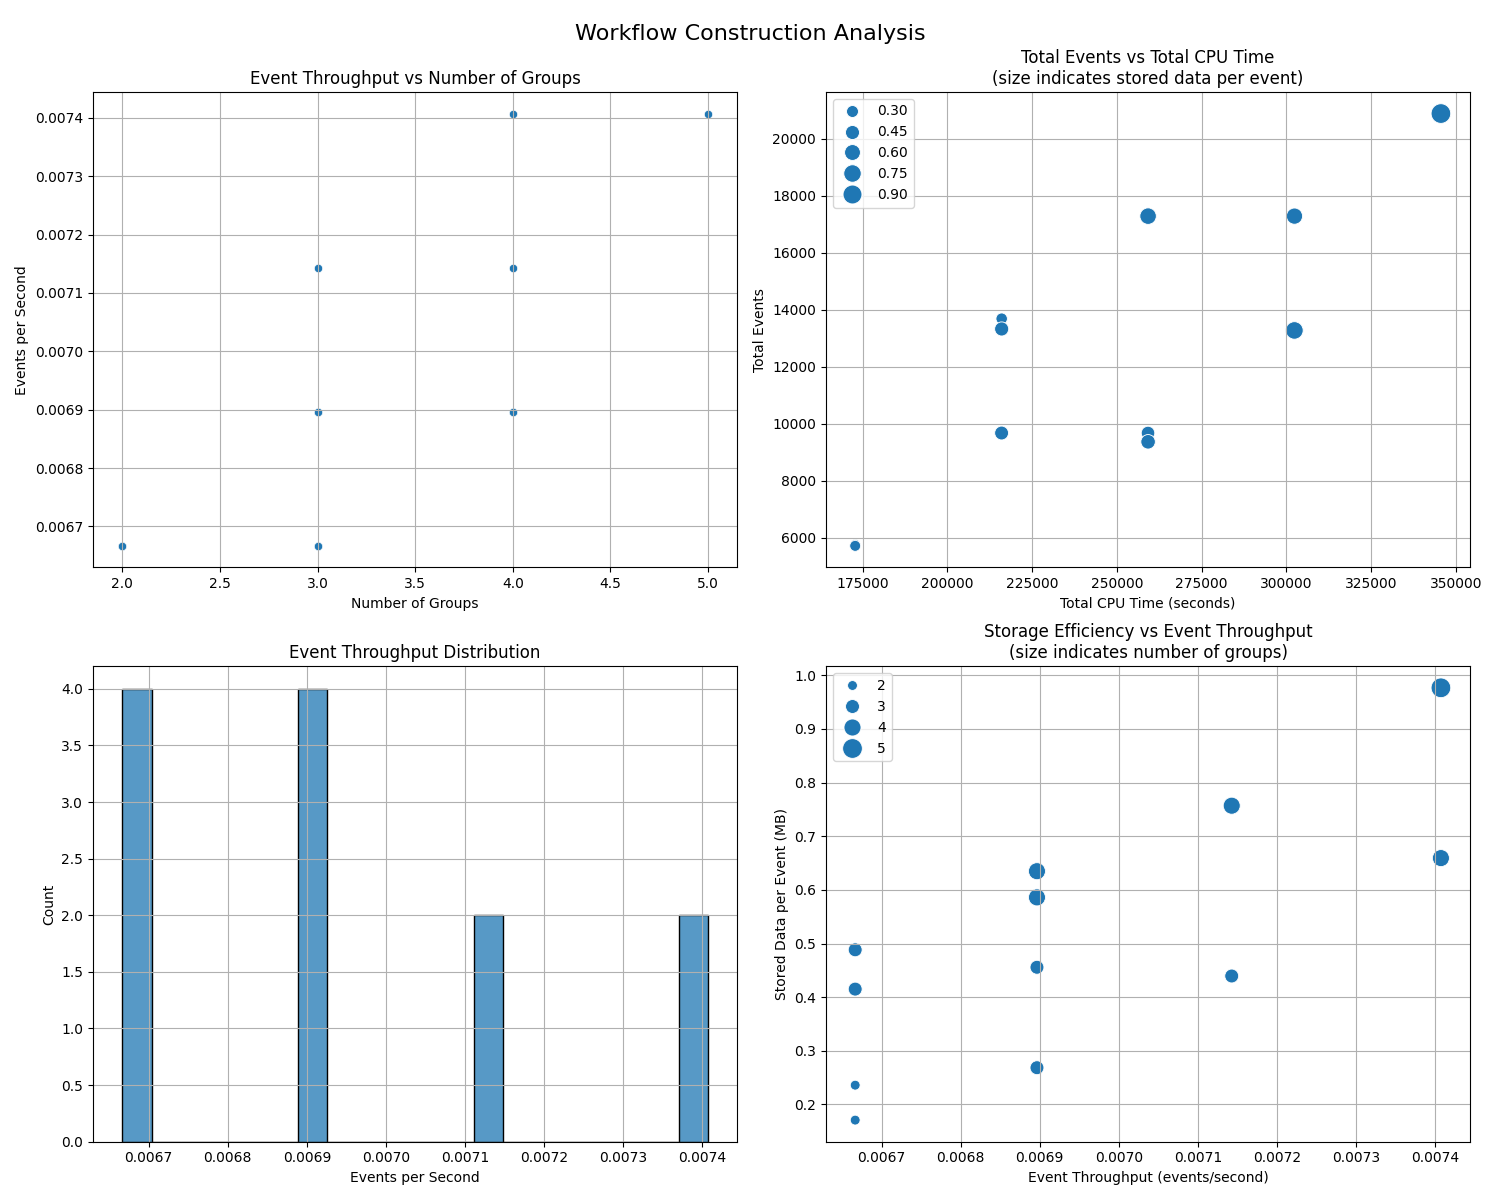 Workflow Construction Analysis
Event Throughput vs Number of Groups
0.0074
0.0073
0.0072
0.0071
0.0070
0.0069
0.0068
0.0067
Events per Second
2.0 2.5 3.0 3.5 4.0 4.5 5.0
Number of Groups
Total Events vs Total CPU Time
(size indicates stored data per event)
0.30
0.45
0.60
0.75
0.90
20000
18000
16000
14000
12000
10000
8000
6000
Total Events
175000 200000 225000 250000 275000 300000 325000 350000
Total CPU Time (seconds)
Event Throughput Distribution
4.0
3.5
3.0
2.5
2.0
1.5
1.0
0.5
0.0
Count
0.0067 0.0068 0.0069 0.0070 0.0071 0.0072 0.0073 0.0074
Events per Second
Storage Efficiency vs Event Throughput
(size indicates number of groups)
2
3
4
5
1.0
0.9
0.8
0.7
0.6
0.5
0.4
0.3
0.2
Stored Data per Event (MB)
0.0067 0.0068 0.0069 0.0070 0.0071 0.0072 0.0073 0.0074
Event Throughput (events/second)